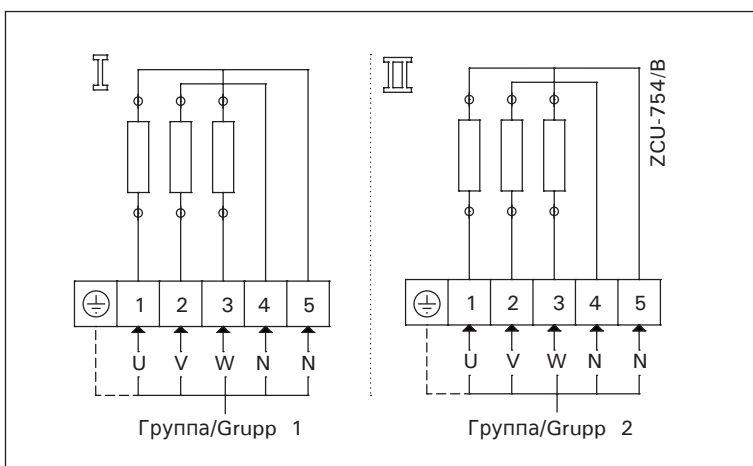 I
II
ZCU-754/B
1 2 3 4 5
1 2 3 4 5
U V W N N
U V W N N
Группа/Grupp 1
Группа/Grupp 2